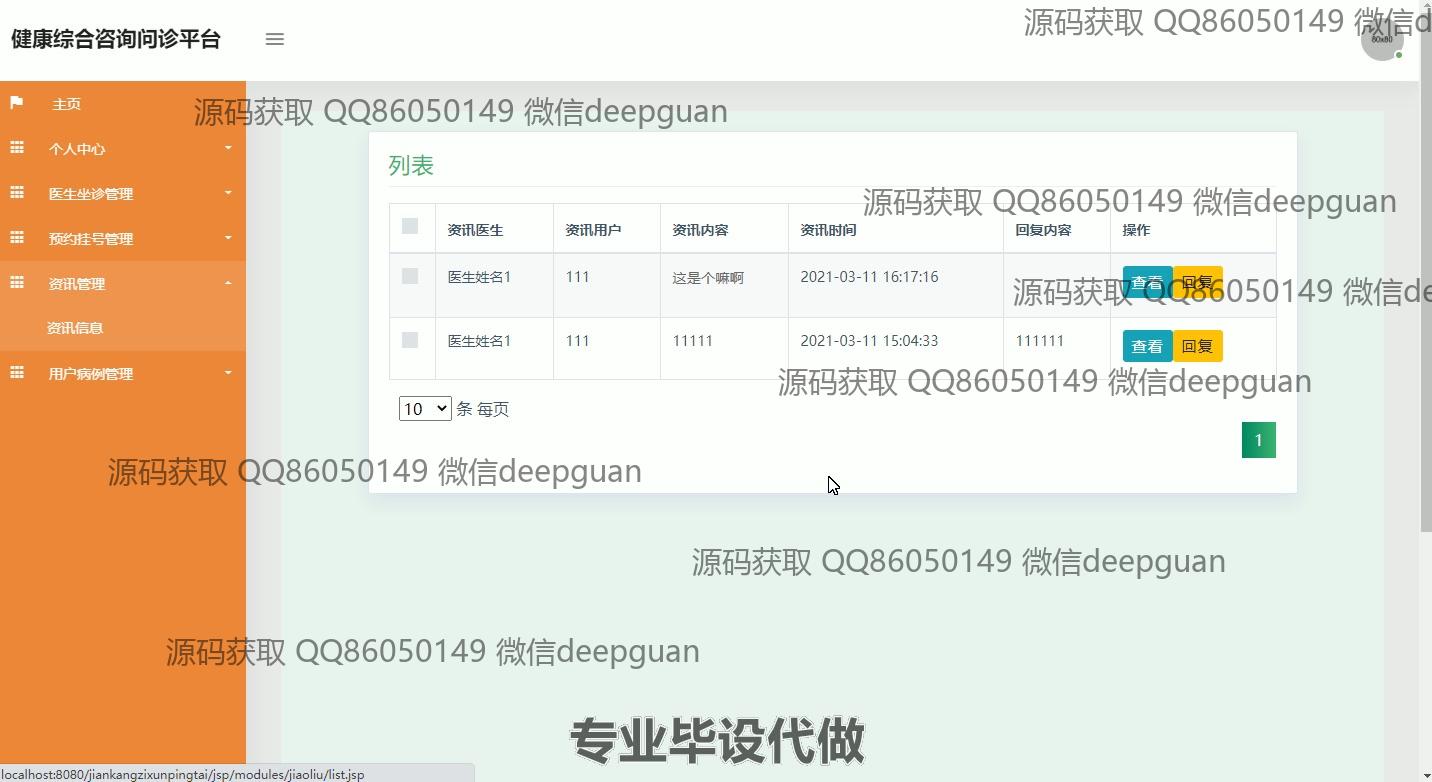 健康综合咨询问诊平台
源码获取 QQ86050149 微信d
80x80
主页
源码获取 QQ86050149 微信deepguan
个人中心
列表
医生坐诊管理
源码获取 QQ86050149 微信deepguan
资讯医生 资讯用户 资讯内容 资讯时间 回复内容 操作
预约挂号管理
医生姓名1 111 这是个嘛啊 2021-03-11 16:17:16 查看 回复
资讯管理
源码获取 QQ86050149 微信de
资讯信息
医生姓名1 111 11111 2021-03-11 15:04:33 111111 查看 回复
用户病例管理
源码获取 QQ86050149 微信deepguan
10 条 每页
1
源码获取 QQ86050149 微信deepguan
源码获取 QQ86050149 微信deepguan
源码获取 QQ86050149 微信deepguan
专业毕设代做
localhost:8080/jiankangzixunpingtai/jsp/modules/jiaoliu/list.jsp